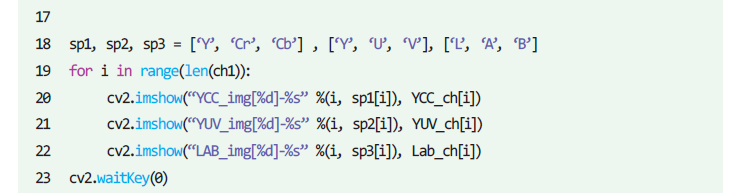 17
18 sp1, sp2, sp3 = [‘Y’, ‘Cr’, ‘Cb’] , [‘Y’, ‘U’, ‘V’], [‘L’, ‘A’, ‘B’]
19 for i in range(len(ch1)):
20 cv2.imshow(“YCC_img[%d]-%s” %(i, sp1[i]), YCC_ch[i])
21 cv2.imshow(“YUV_img[%d]-%s” %(i, sp2[i]), YUV_ch[i])
22 cv2.imshow(“LAB_img[%d]-%s” %(i, sp3[i]), Lab_ch[i])
23 cv2.waitKey(0)